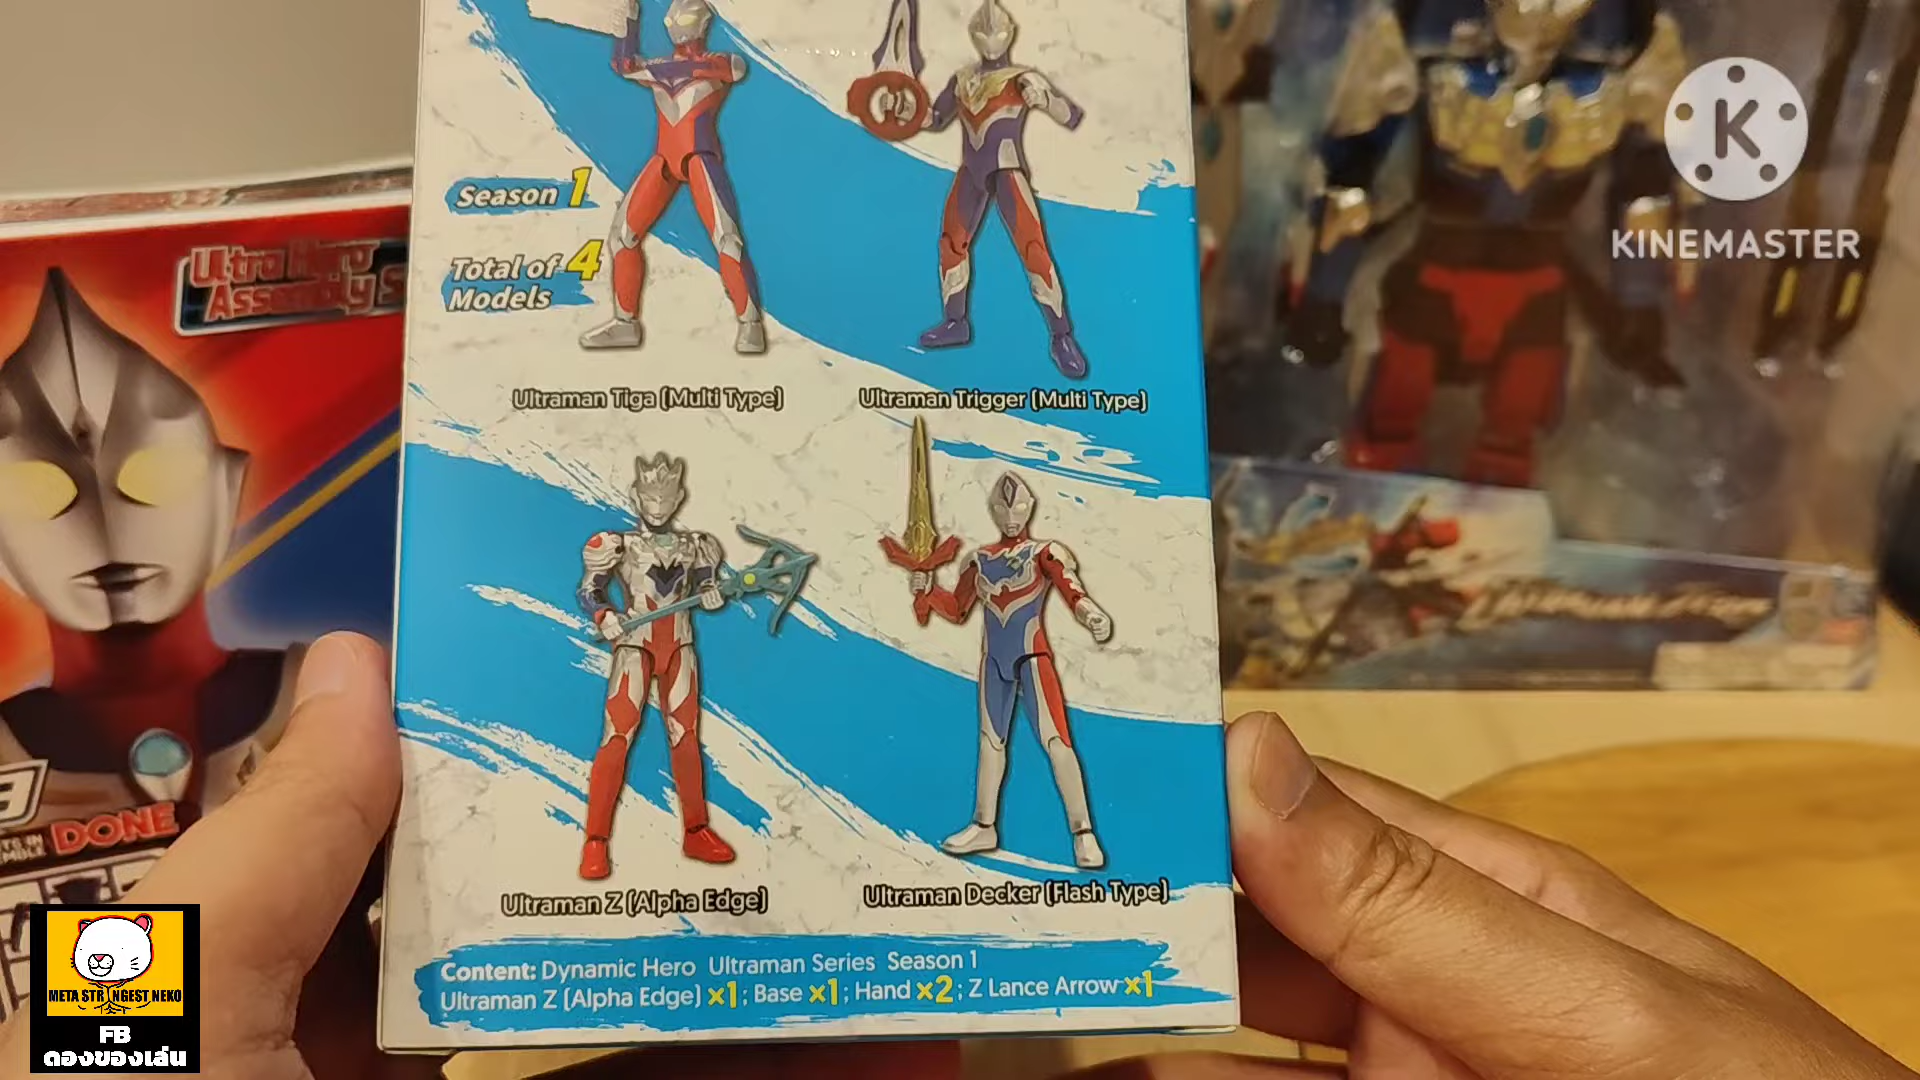 KINEMASTER
Ultra Hero
Assembly S
Season 1
Total of 4
Models
Ultraman Tiga (Multi Type)
Ultraman Trigger (Multi Type)
DONE
Ultraman Z (Alpha Edge)
Ultraman Decker (Flash Type)
Content: Dynamic Hero Ultraman Series Season 1
Ultraman Z (Alpha Edge) x1; Base x1; Hand x2; Z Lance Arrow x1
META STRONGEST NEKO
FB
ดองของเล่น